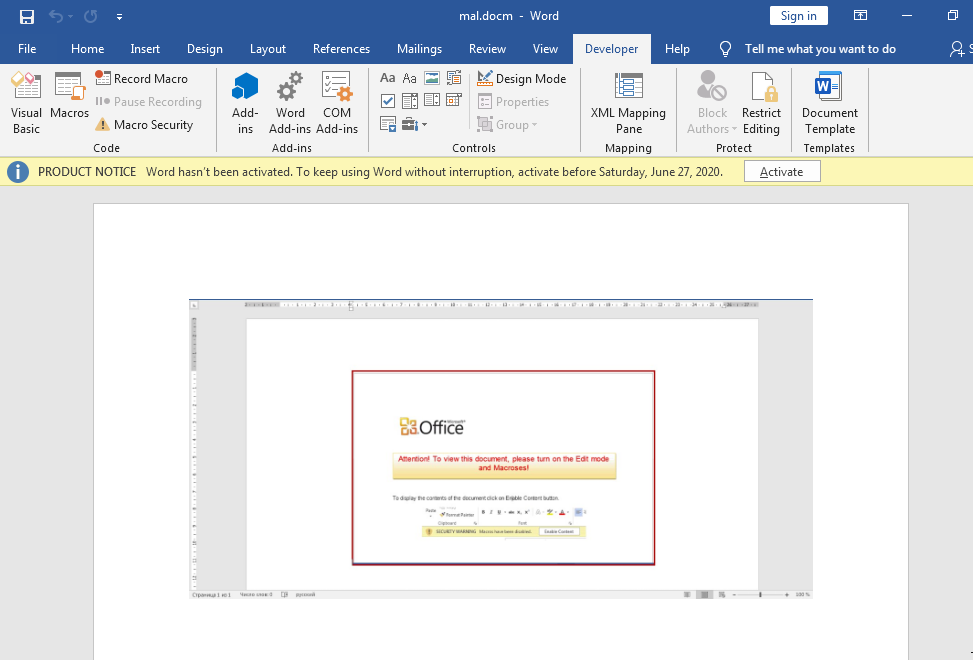 mal.docm - Word
Sign in
File Home Insert Design Layout References Mailings Review View Developer Help Tell me what you want to do
Visual Basic
Macros
Record Macro
Pause Recording
Macro Security
Code
Add-ins
Word Add-ins
COM Add-ins
Add-ins
Aa Aa
Design Mode
Properties
Group
Controls
XML Mapping Pane
Mapping
Block Authors
Restrict Editing
Protect
Document Template
Templates
PRODUCT NOTICE Word hasn't been activated. To keep using Word without interruption, activate before Saturday, June 27, 2020. Activate
Microsoft
Office
Attention! To view this document, please turn on the Edit mode
and Macroses!
To display the contents of the document click on Enable Content button.
Paste
Format Painter
Clipboard Font
SECURITY WARNING Macros have been disabled. Enable Content
Страница 1 из 1 Число слов: 0 русский 100 %